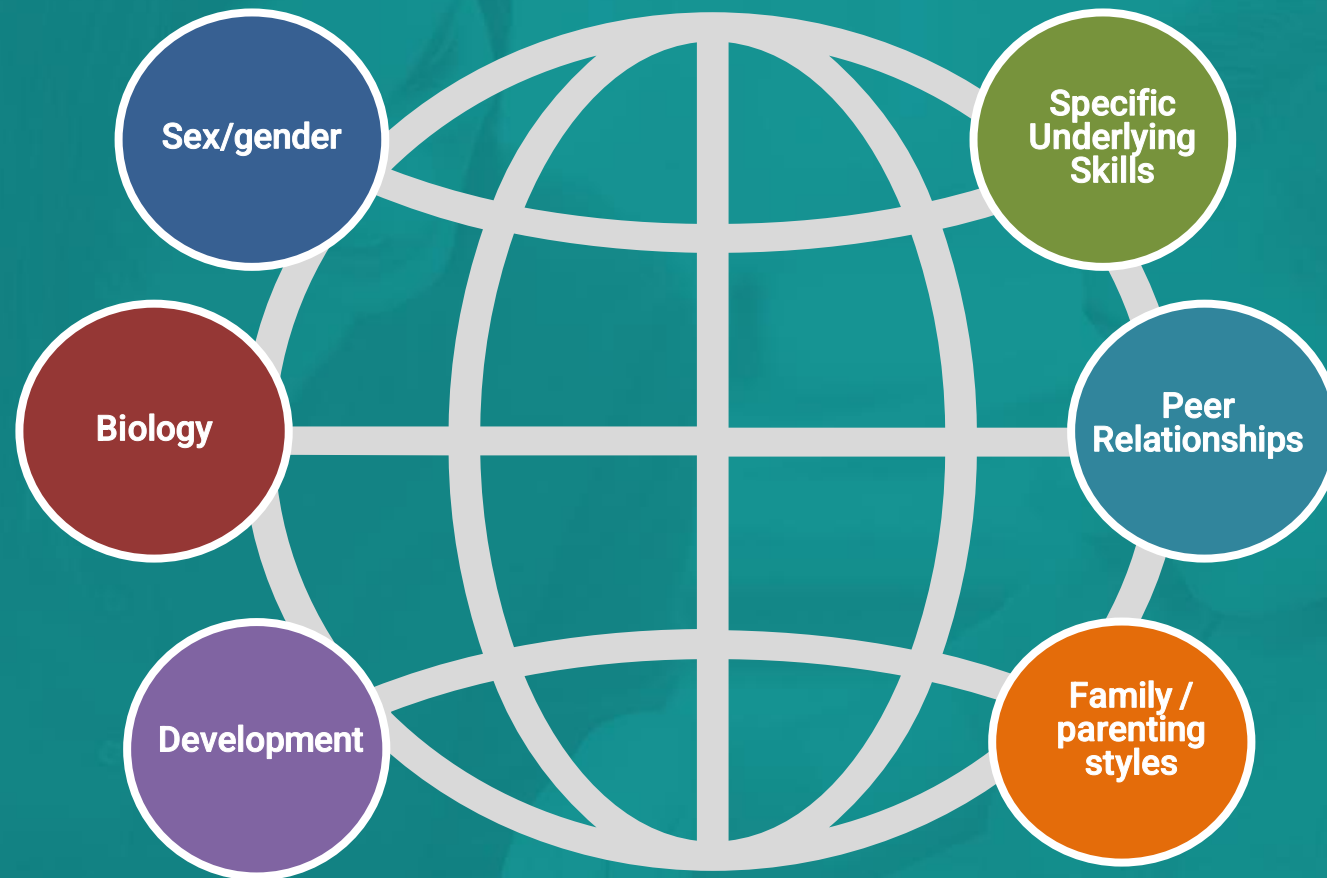 Sex/gender
Specific
Underlying
Skills
Biology
Peer
Relationships
Development
Family /
parenting
styles